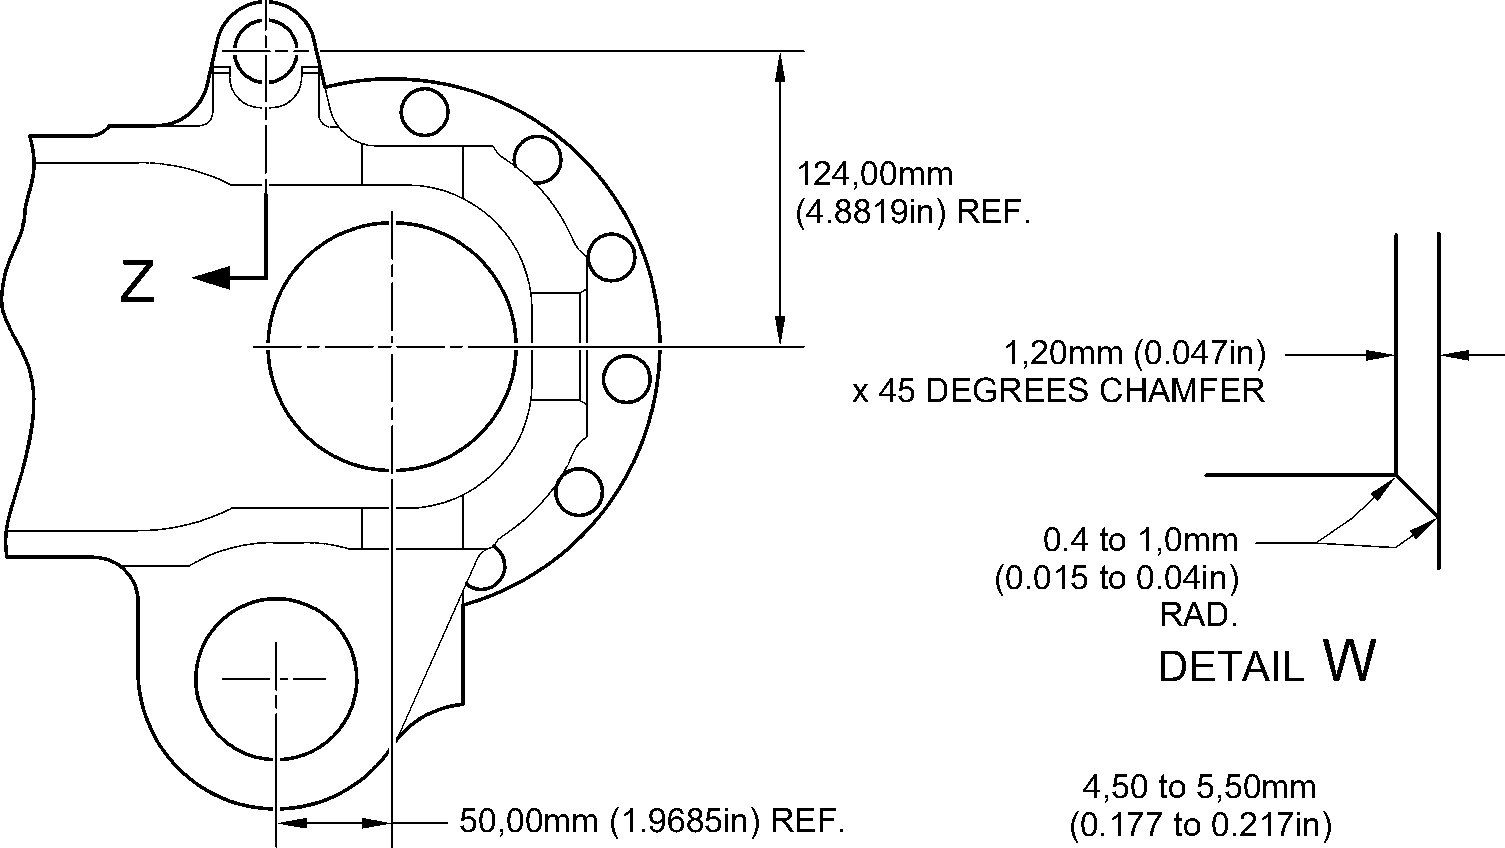 124,00mm
(4.8819in) REF.
Z
1,20mm (0.047in)
x 45 DEGREES CHAMFER
0.4 to 1,0mm
(0.015 to 0.04in)
RAD.
DETAIL W
4,50 to 5,50mm
(0.177 to 0.217in)
50,00mm (1.9685in) REF.